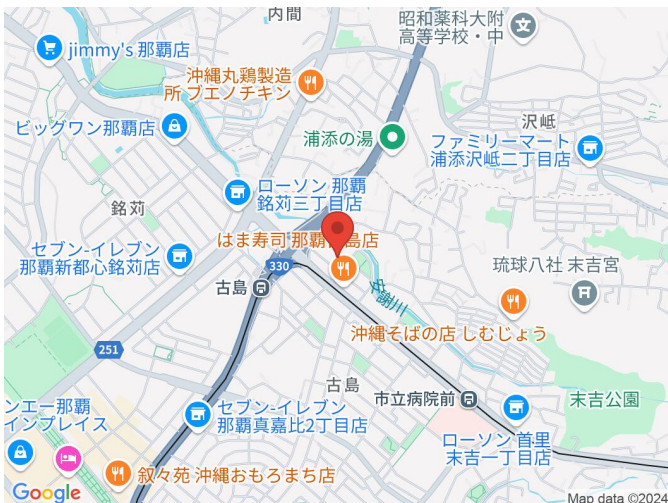 内間
昭和薬科大附
高等学校・中
jimmy's 那覇店
沖縄丸鶏製造
所 ブエノチキン
沢岻
ビッグワン那覇店
浦添の湯
ファミリーマート
浦添沢岻二丁目店
ローソン 那覇
銘苅三丁目店
銘苅
はま寿司 那覇
島店
セブン-イレブン
那覇新都心銘苅店
330
琉球八社 末吉宮
古島
安謝川
沖縄そばの店 しむじょう
251
古島
市立病院前
末吉公園
ンエー那覇
インプレイス
セブン-イレブン
那覇真嘉比2丁目店
ローソン 首里
末吉一丁目店
叙々苑 沖縄おもろまち店
Google
Map data ©2024